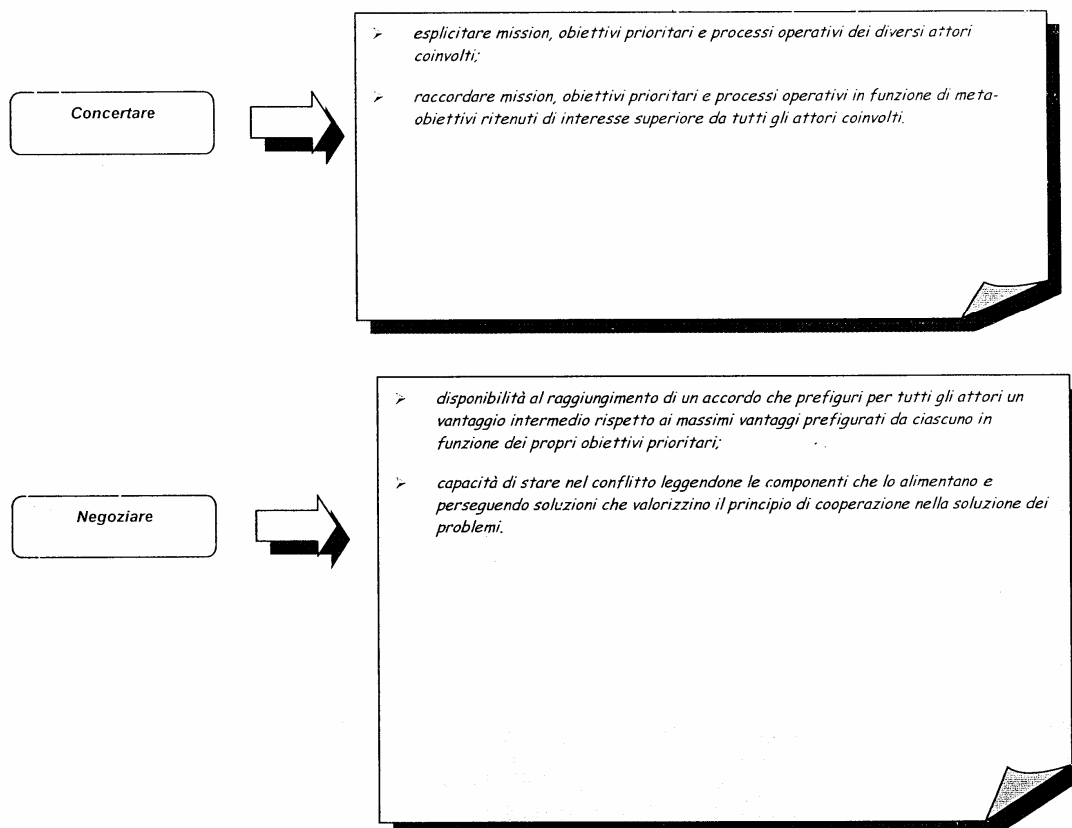 Concertare
➢ esplicitare mission, obiettivi prioritari e processi operativi dei diversi attori
coinvolti;
➢ raccordare mission, obiettivi prioritari e processi operativi in funzione di meta-
obiettivi ritenuti di interesse superiore da tutti gli attori coinvolti.
Negoziare
➢ disponibilità al raggiungimento di un accordo che prefiguri per tutti gli attori un
vantaggio intermedio rispetto ai massimi vantaggi prefigurati da ciascuno in
funzione dei propri obiettivi prioritari;
➢ capacità di stare nel conflitto leggendone le componenti che lo alimentano e
perseguendo soluzioni che valorizzino il principio di cooperazione nella soluzione dei
problemi.